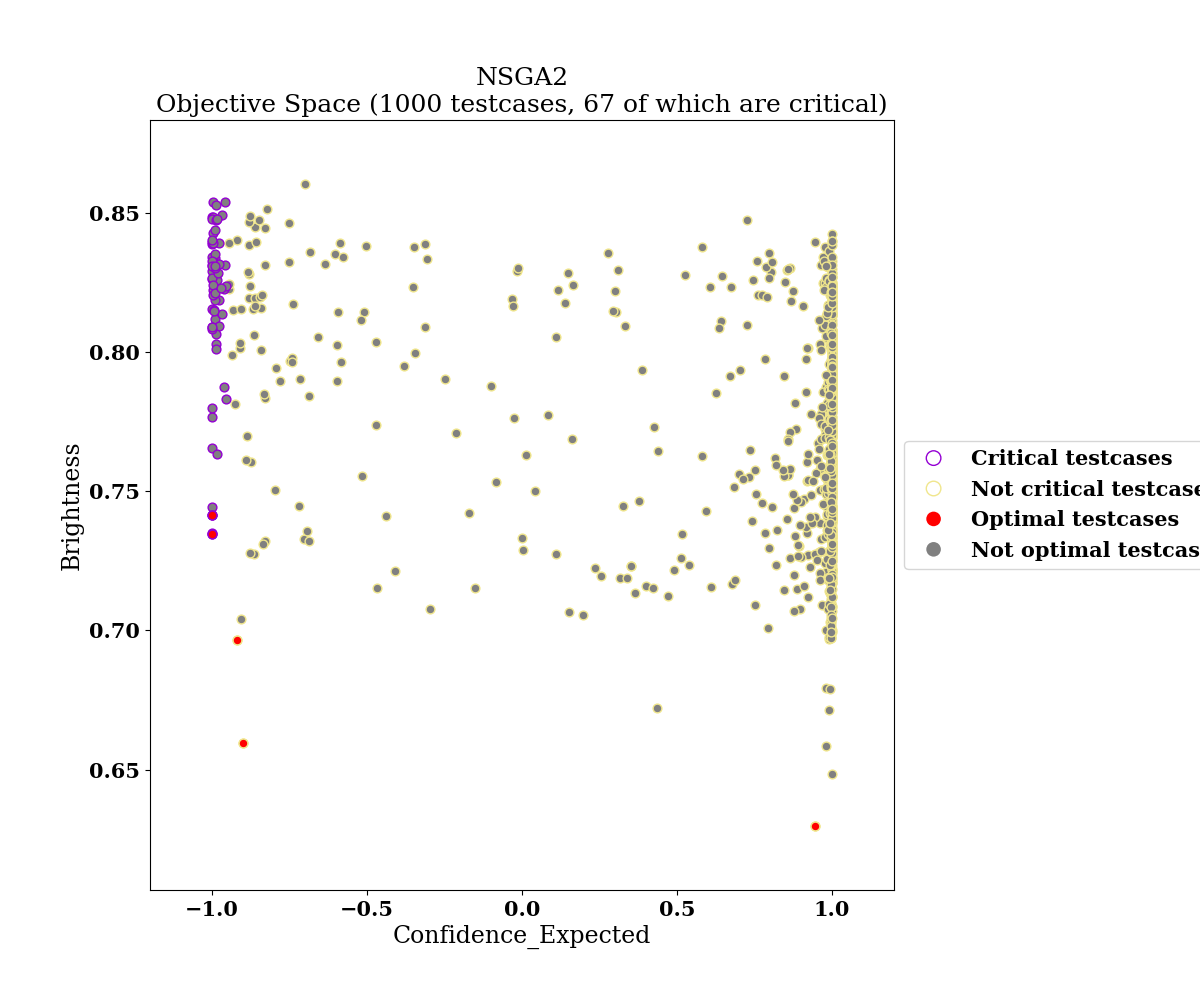 NSGA2
Objective Space (1000 testcases, 67 of which are critical)
0.85
0.80
0.75
0.70
0.65
Brightness
−1.0
−0.5
0.0
0.5
1.0
Confidence_Expected
Critical testcases
Not critical testcase
Optimal testcases
Not optimal testcas